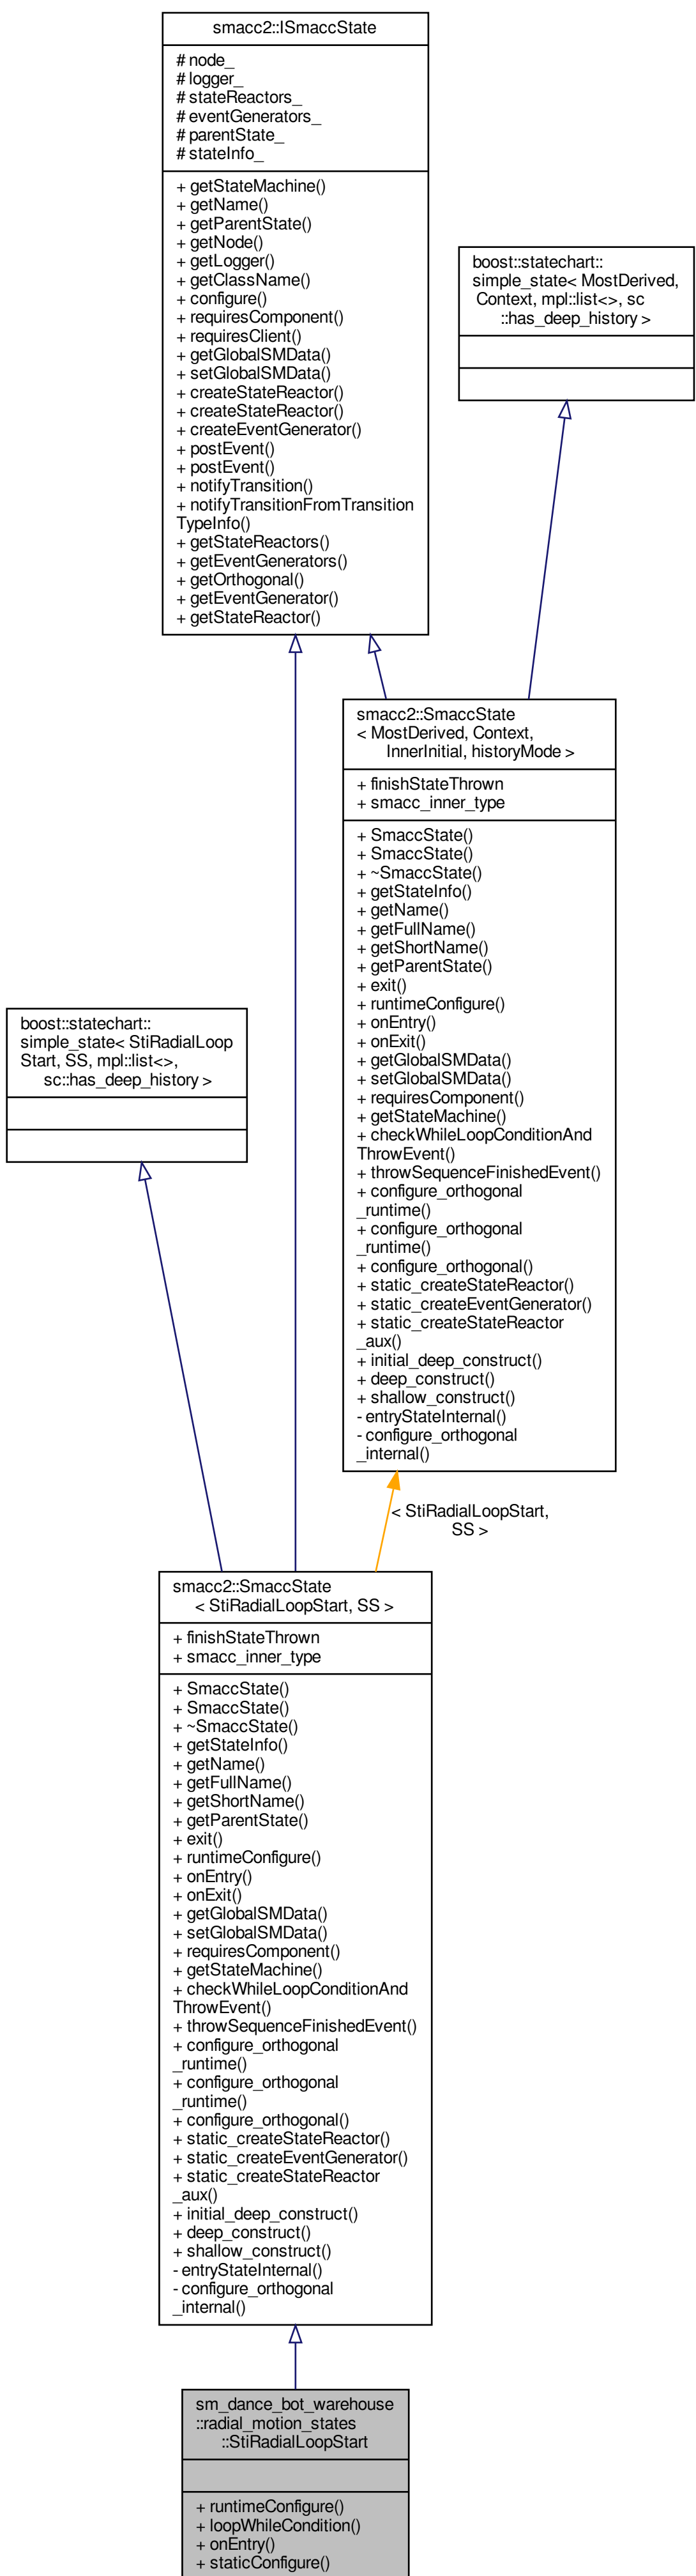 smacc2::ISmaccState
# node_
# logger_
# stateReactors_
# eventGenerators_
# parentState_
# stateInfo_
+ getStateMachine()
+ getName()
+ getParentState()
+ getNode()
+ getLogger()
+ getClassName()
+ configure()
+ requiresComponent()
+ requiresClient()
+ getGlobalSMData()
+ setGlobalSMData()
+ createStateReactor()
+ createStateReactor()
+ createEventGenerator()
+ postEvent()
+ postEvent()
+ notifyTransition()
+ notifyTransitionFromTransition
TypeInfo()
+ getStateReactors()
+ getEventGenerators()
+ getOrthogonal()
+ getEventGenerator()
+ getStateReactor()
boost::statechart::
simple_state< MostDerived,
Context, mpl::list<>, sc
::has_deep_history >
smacc2::SmaccState
< MostDerived, Context,
InnerInitial, historyMode >
+ finishStateThrown
+ smacc_inner_type
+ SmaccState()
+ SmaccState()
+ ~SmaccState()
+ getStateInfo()
+ getName()
+ getFullName()
+ getShortName()
+ getParentState()
+ exit()
+ runtimeConfigure()
+ onEntry()
+ onExit()
+ getGlobalSMData()
+ setGlobalSMData()
+ requiresComponent()
+ getStateMachine()
+ checkWhileLoopConditionAnd
ThrowEvent()
+ throwSequenceFinishedEvent()
+ configure_orthogonal
_runtime()
+ configure_orthogonal
_runtime()
+ configure_orthogonal()
+ static_createStateReactor()
+ static_createEventGenerator()
+ static_createStateReactor
_aux()
+ initial_deep_construct()
+ deep_construct()
+ shallow_construct()
- entryStateInternal()
- configure_orthogonal
_internal()
boost::statechart::
simple_state< StiRadialLoop
Start, SS, mpl::list<>,
sc::has_deep_history >
< StiRadialLoopStart,
SS >
smacc2::SmaccState
< StiRadialLoopStart, SS >
+ finishStateThrown
+ smacc_inner_type
+ SmaccState()
+ SmaccState()
+ ~SmaccState()
+ getStateInfo()
+ getName()
+ getFullName()
+ getShortName()
+ getParentState()
+ exit()
+ runtimeConfigure()
+ onEntry()
+ onExit()
+ getGlobalSMData()
+ setGlobalSMData()
+ requiresComponent()
+ getStateMachine()
+ checkWhileLoopConditionAnd
ThrowEvent()
+ throwSequenceFinishedEvent()
+ configure_orthogonal
_runtime()
+ configure_orthogonal
_runtime()
+ configure_orthogonal()
+ static_createStateReactor()
+ static_createEventGenerator()
+ static_createStateReactor
_aux()
+ initial_deep_construct()
+ deep_construct()
+ shallow_construct()
- entryStateInternal()
- configure_orthogonal
_internal()
sm_dance_bot_warehouse
::radial_motion_states
::StiRadialLoopStart
+ runtimeConfigure()
+ loopWhileCondition()
+ onEntry()
+ staticConfigure()